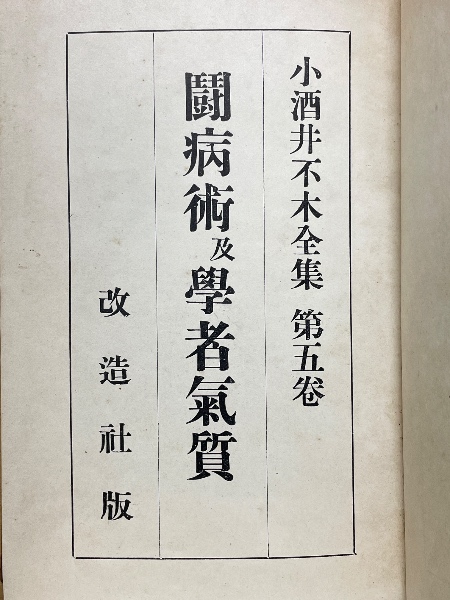 小酒井不木全集 第五卷
鬪病術及學者氣質
改造社版